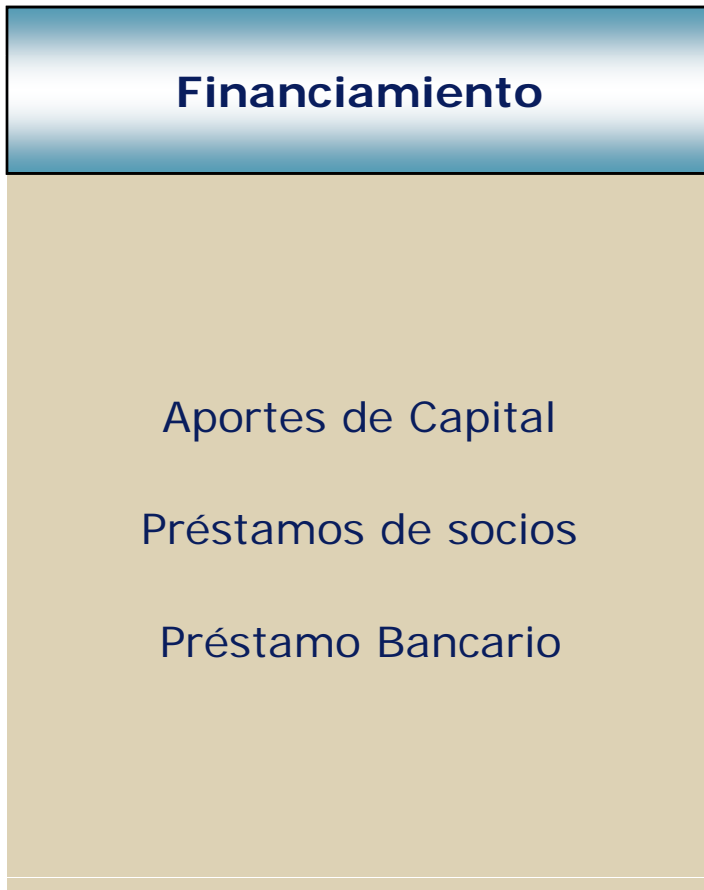 Financiamiento
Aportes de Capital
Préstamos de socios
Préstamo Bancario